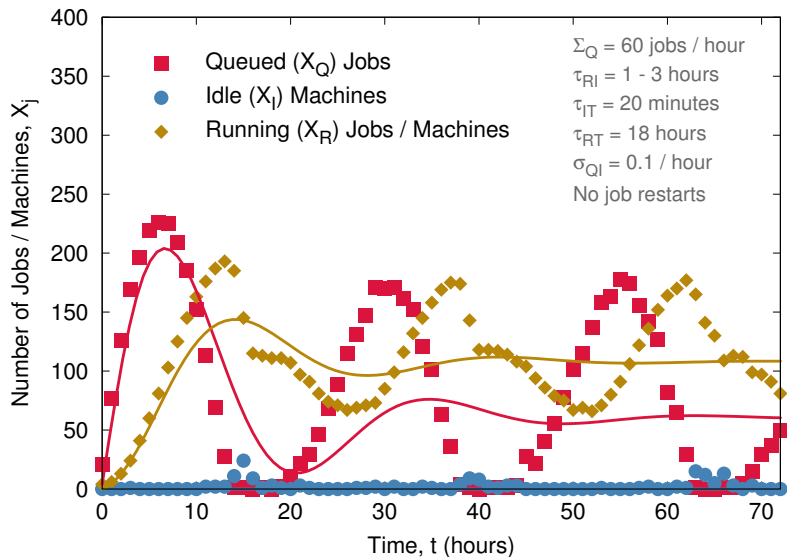 400
350
300
250
200
150
100
50
0
Number of Jobs / Machines, X_j
Queued (X_Q) Jobs
Idle (X_I) Machines
Running (X_R) Jobs / Machines
Σ_Q = 60 jobs / hour
τ_RI = 1 - 3 hours
τ_IT = 20 minutes
τ_RT = 18 hours
σ_QI = 0.1 / hour
No job restarts
0 10 20 30 40 50 60 70
Time, t (hours)